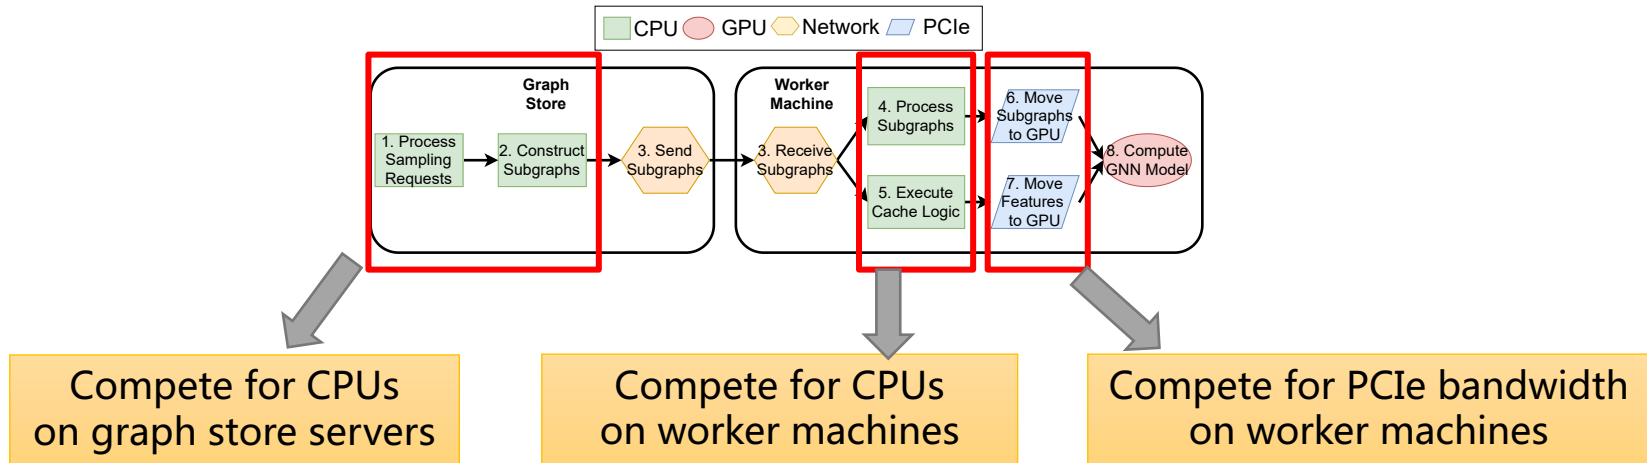 CPU GPU Network PCIe
Graph
Store
1. Process
Sampling
Requests
2. Construct
Subgraphs
3. Send
Subgraphs
Worker
Machine
3. Receive
Subgraphs
4. Process
Subgraphs
5. Execute
Cache Logic
6. Move
Subgraphs
to GPU
7. Move
Features
to GPU
8. Compute
GNN Model
Compete for CPUs
on graph store servers
Compete for CPUs
on worker machines
Compete for PCIe bandwidth
on worker machines